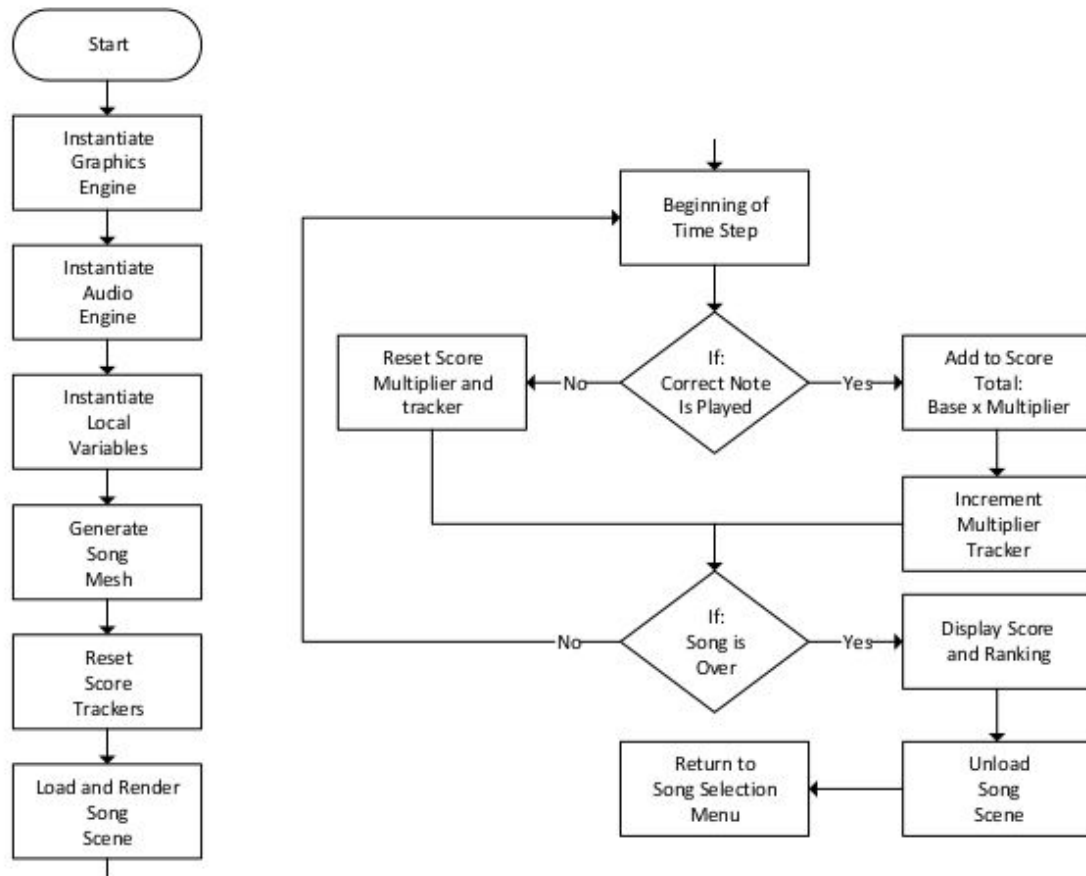 Start
Instantiate
Graphics
Engine
Instantiate
Audio
Engine
Instantiate
Local
Variables
Generate
Song
Mesh
Reset
Score
Trackers
Load and Render
Song
Scene
Beginning of
Time Step
If:
Correct Note
Is Played
No
Reset Score
Multiplier and
tracker
Yes
Add to Score
Total:
Base x Multiplier
Increment
Multiplier
Tracker
If:
Song is
Over
No
Yes
Display Score
and Ranking
Unload
Song
Scene
Return to
Song Selection
Menu